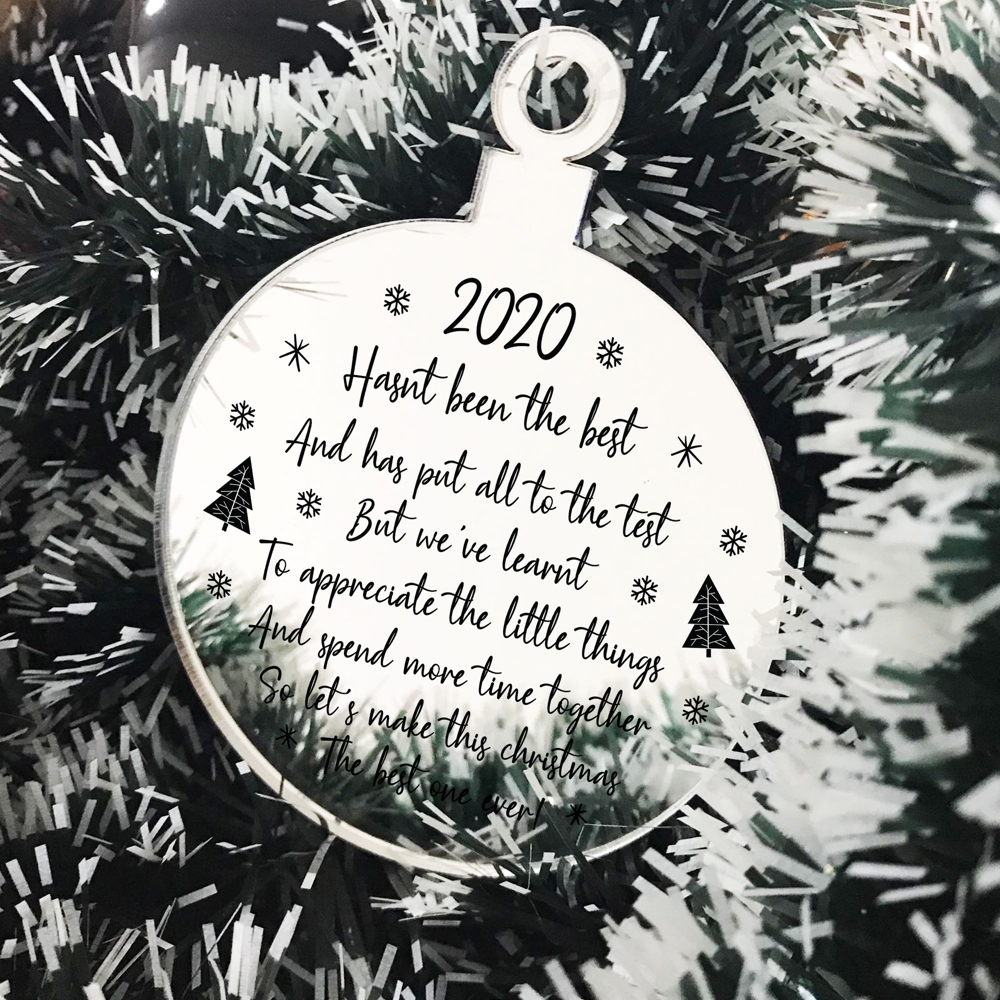 2020
Hasnt been the best
And has put all to the test
But we've learnt
To appreciate the little things
And spend more time together
So let's make this christmas
The best one ever!